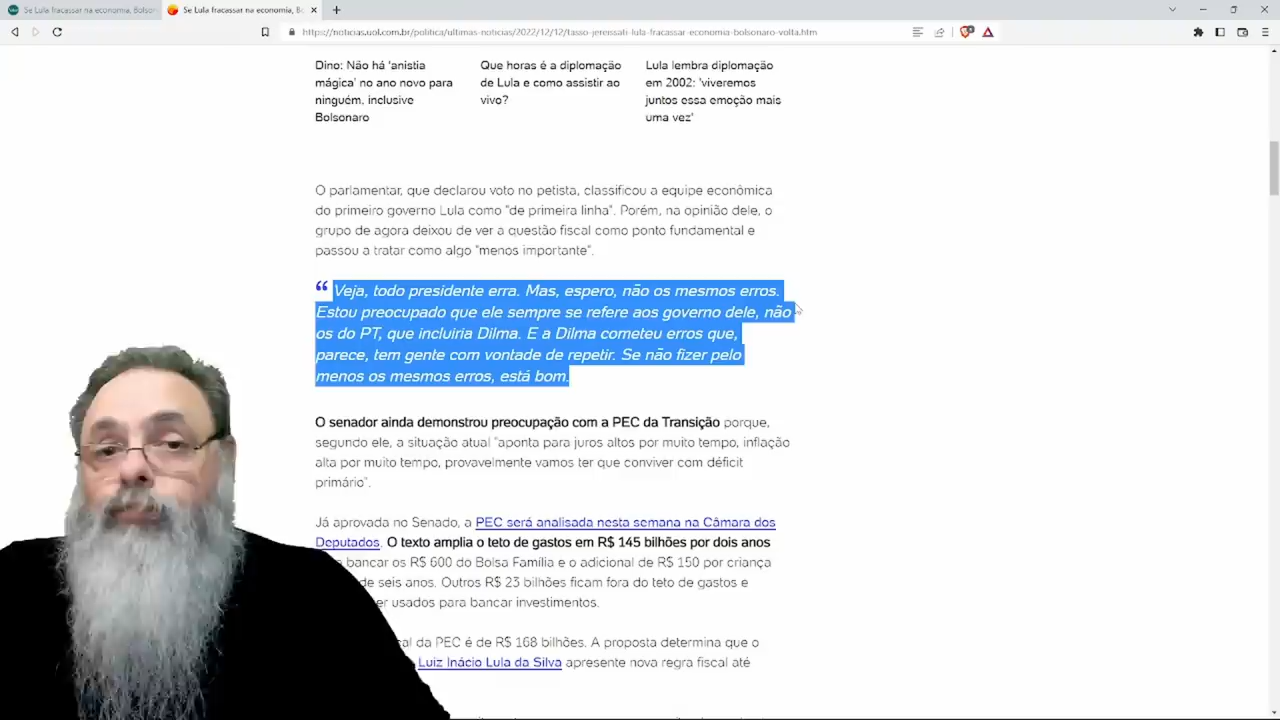 Se Lula fracassar na economia, Bolson
Se Lula fracassar na economia, Bo
https://noticias.uol.com.br/politica/ultimas-noticias/2022/12/12/tasso-jereissati-lula-fracassar-economia-bolsonaro-volta.htm
Dino: Não há 'anistia
mágica' no ano novo para
ninguém, inclusive
Bolsonaro
Que horas é a diplomação
de Lula e como assistir ao
vivo?
Lula lembra diplomação
em 2002: 'viveremos
juntos essa emoção mais
uma vez'
O parlamentar, que declarou voto no petista, classificou a equipe econômica
do primeiro governo Lula como "de primeira linha". Porém, na opinião dele, o
grupo de agora deixou de ver a questão fiscal como ponto fundamental e
passou a tratar como algo "menos importante".
“ Veja, todo presidente erra. Mas, espero, não os mesmos erros.
Estou preocupado que ele sempre se refere aos governo dele, não
os do PT, que incluiria Dilma. E a Dilma cometeu erros que,
parece, tem gente com vontade de repetir. Se não fizer pelo
menos os mesmos erros, está bom.
O senador ainda demonstrou preocupação com a PEC da Transição porque,
segundo ele, a situação atual "aponta para juros altos por muito tempo, inflação
alta por muito tempo, provavelmente vamos ter que conviver com déficit
primário".
Já aprovada no Senado, a PEC será analisada nesta semana na Câmara dos
Deputados. O texto amplia o teto de gastos em R$ 145 bilhões por dois anos
bancar os R$ 600 do Bolsa Família e o adicional de R$ 150 por criança
de seis anos. Outros R$ 23 bilhões ficam fora do teto de gastos e
er usados para bancar investimentos.
cal da PEC é de R$ 168 bilhões. A proposta determina que o
Luiz Inácio Lula da Silva apresente nova regra fiscal até